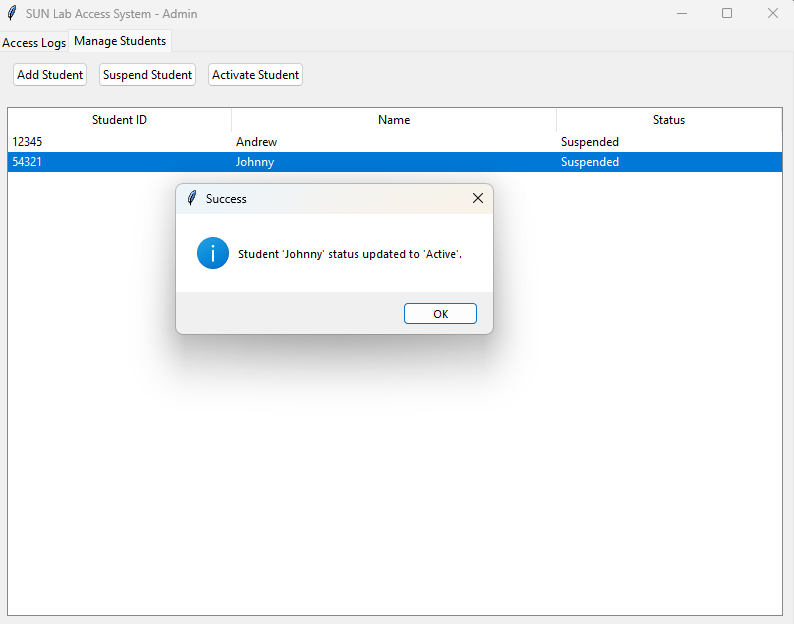 SUN Lab Access System - Admin
Access Logs Manage Students
Add Student Suspend Student Activate Student
Student ID Name Status
12345 Andrew Suspended
54321 Johnny Suspended
Success
Student 'Johnny' status updated to 'Active'.
OK